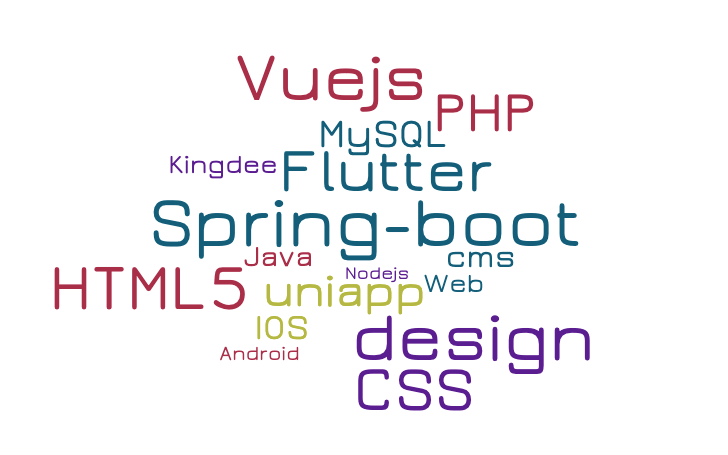 Vuejs
PHP
MySQL
Kingdee
Flutter
Spring-boot
Java
cms
HTML5
Nodejs
uniapp
Web
IOS
design
Android
CSS